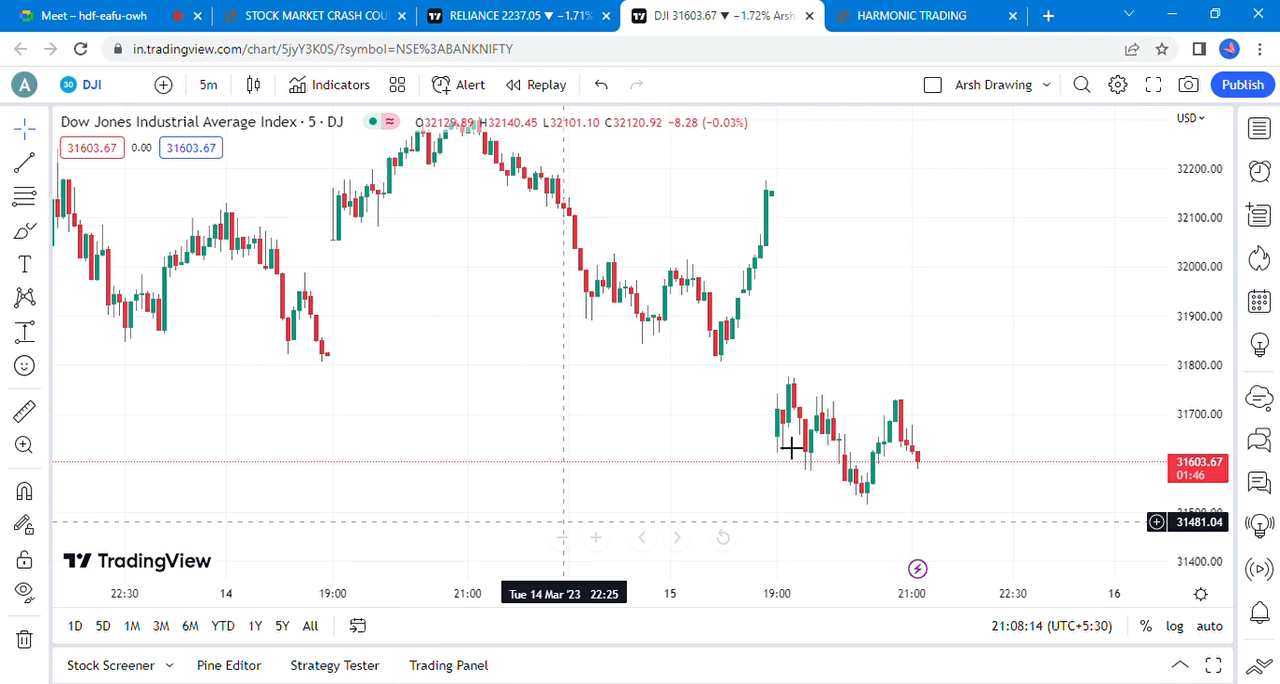 Meet – hdf-eafu-owh
STOCK MARKET CRASH COU
RELIANCE 2237.05 ▼ −1.71%
DJI 31603.67 ▼ −1.72% Arsh
HARMONIC TRADING
in.tradingview.com/chart/5jyY3K0S/?symbol=NSE%3ABANKNIFTY
A
30 DJI
5m
Indicators
Alert
Replay
Arsh Drawing
Publish
Dow Jones Industrial Average Index · 5 · DJ
O32129.89 H32140.45 L32101.10 C32120.92 −8.28 (−0.03%)
USD
31603.67 0.00 31603.67
32200.00
32100.00
32000.00
31900.00
31800.00
31700.00
31603.67
01:46
31481.04
31400.00
TradingView
22:30 14 19:00 21:00 Tue 14 Mar '23 22:25 15 19:00 21:00 22:30 16
1D 5D 1M 3M 6M YTD 1Y 5Y All
21:08:14 (UTC+5:30) % log auto
Stock Screener Pine Editor Strategy Tester Trading Panel